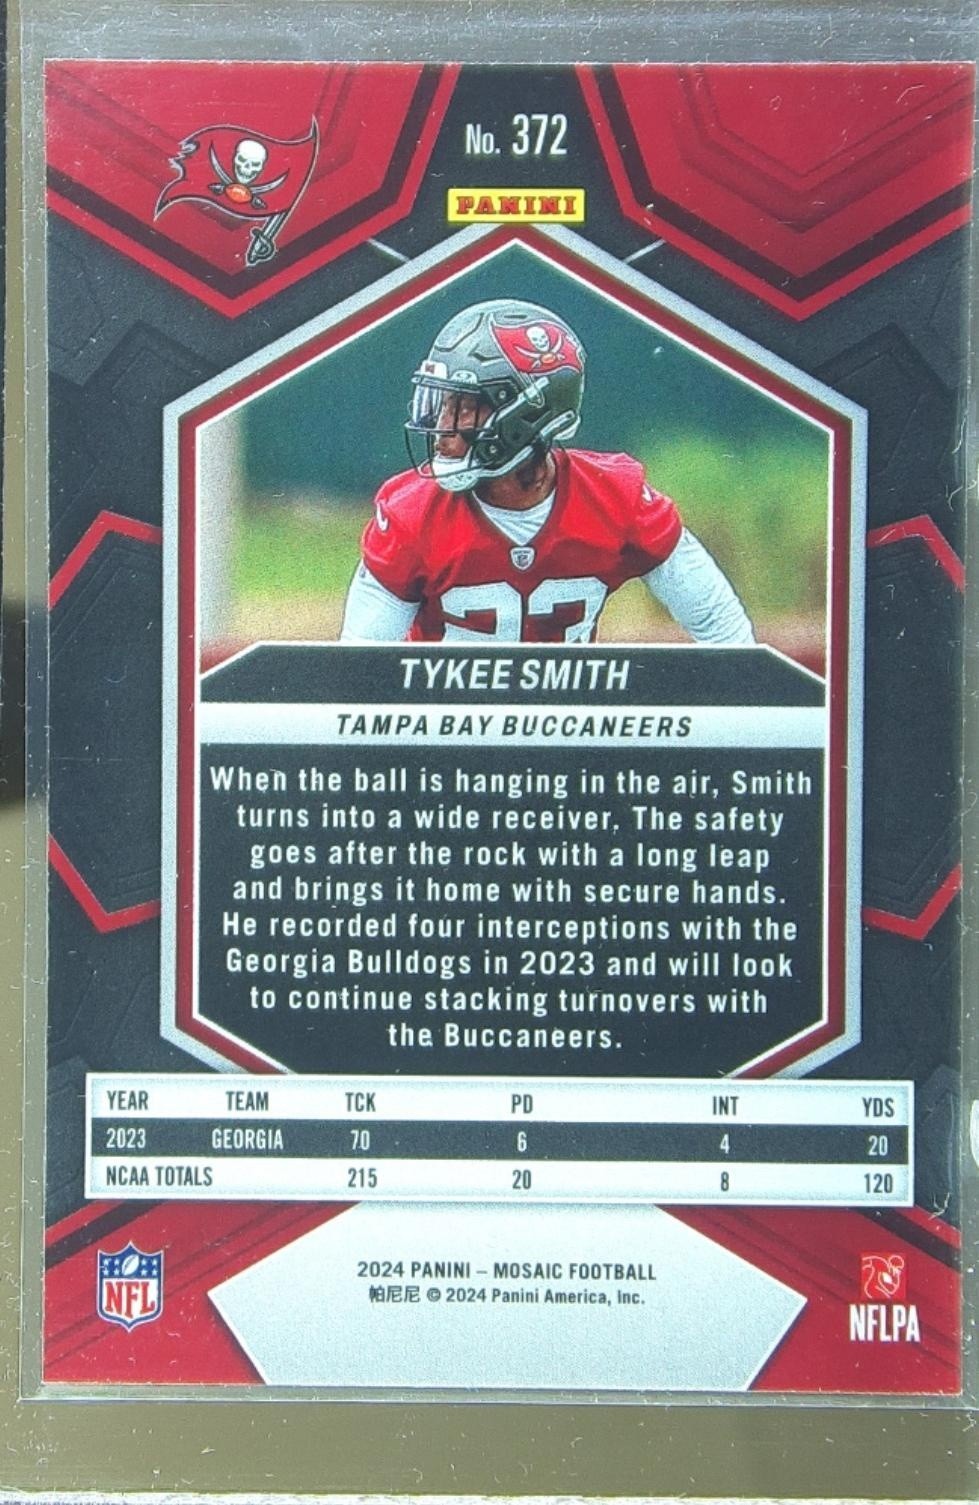 No. 372
PANINI
23
TYKEE SMITH
TAMPA BAY BUCCANEERS
When the ball is hanging in the air, Smith
turns into a wide receiver. The safety
goes after the rock with a long leap
and brings it home with secure hands.
He recorded four interceptions with the
Georgia Bulldogs in 2023 and will look
to continue stacking turnovers with
the Buccaneers.
YEAR TEAM TCK PD INT YDS
2023 GEORGIA 70 6 4 20
NCAA TOTALS 215 20 8 120
2024 PANINI – MOSAIC FOOTBALL
帕尼尼 © 2024 Panini America, Inc.
NFL
NFLPA